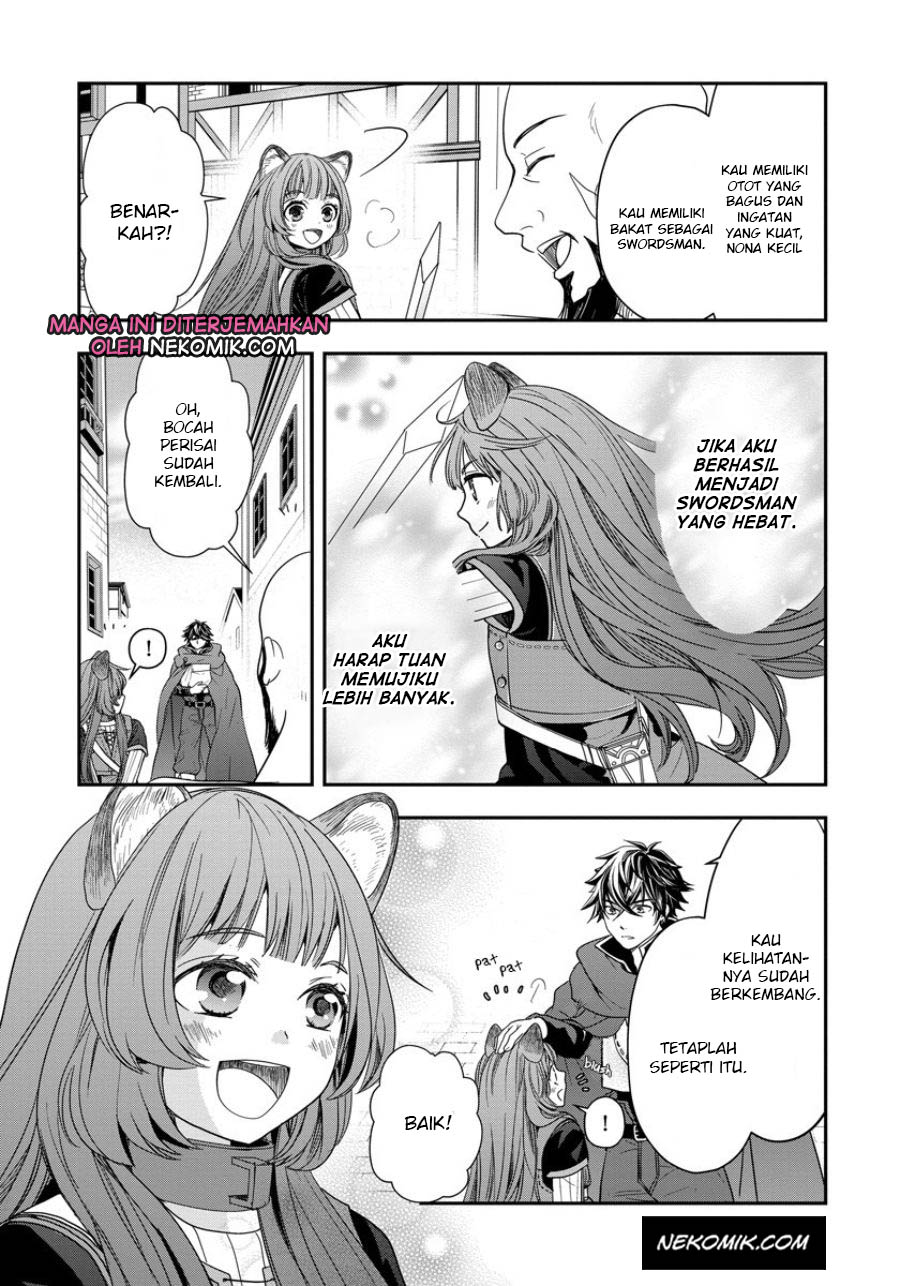 KAU MEMILIKI
OTOT YANG
BAGUS DAN
INGATAN
YANG KUAT,
NONA KECIL
KAU MEMILIKI
BAKAT SEBAGAI
SWORDSMAN.
BENAR-
KAH?!
MANGA INI DITERJEMAHKAN
OLEH NEKOMIK.COM
JIKA AKU
BERHASIL
MENJADI
SWORDSMAN
YANG HEBAT.
AKU
HARAP TUAN
MEMUJIKU
LEBIH BANYAK.
OH,
BOCAH
PERISAI
SUDAH
KEMBALI.
!
KAU
KELIHATAN-
NYA SUDAH
BERKEMBANG.
TETAPLAH
SEPERTI ITU.
pat
pat
blush
!
BAIK!
NEKOMIK.COM